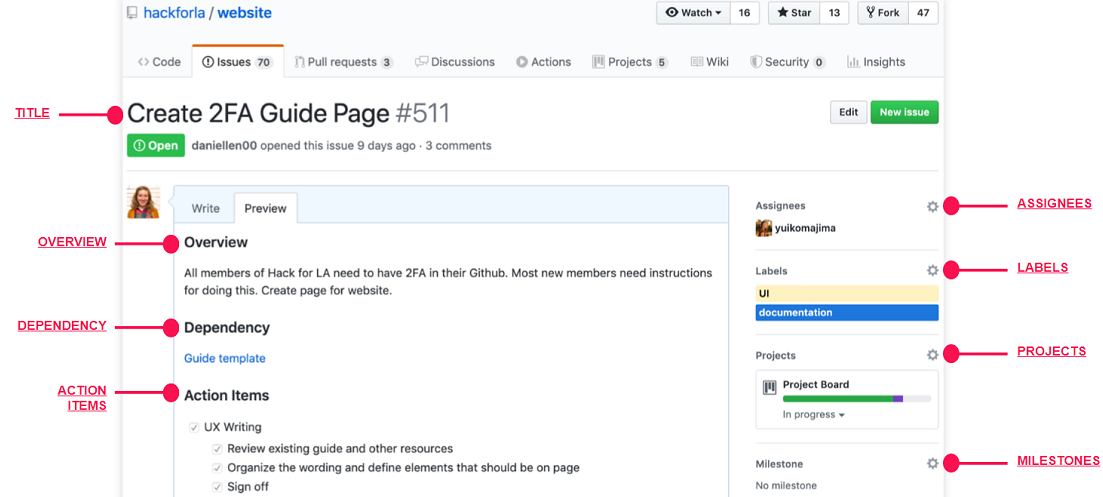 hackforla / website
Watch 16 Star 13 Fork 47
Code Issues 70 Pull requests 3 Discussions Actions Projects 5 Wiki Security 0 Insights
TITLE
Create 2FA Guide Page #511
Edit New issue
Open daniellen00 opened this issue 9 days ago · 3 comments
Write Preview
OVERVIEW
Overview
All members of Hack for LA need to have 2FA in their Github. Most new members need instructions
for doing this. Create page for website.
DEPENDENCY
Dependency
Guide template
ACTION
ITEMS
Action Items
UX Writing
Review existing guide and other resources
Organize the wording and define elements that should be on page
Sign off
Assignees
ASSIGNEES
yuikomajima
Labels
LABELS
UI
documentation
Projects
PROJECTS
Project Board
In progress
Milestone
MILESTONES
No milestone